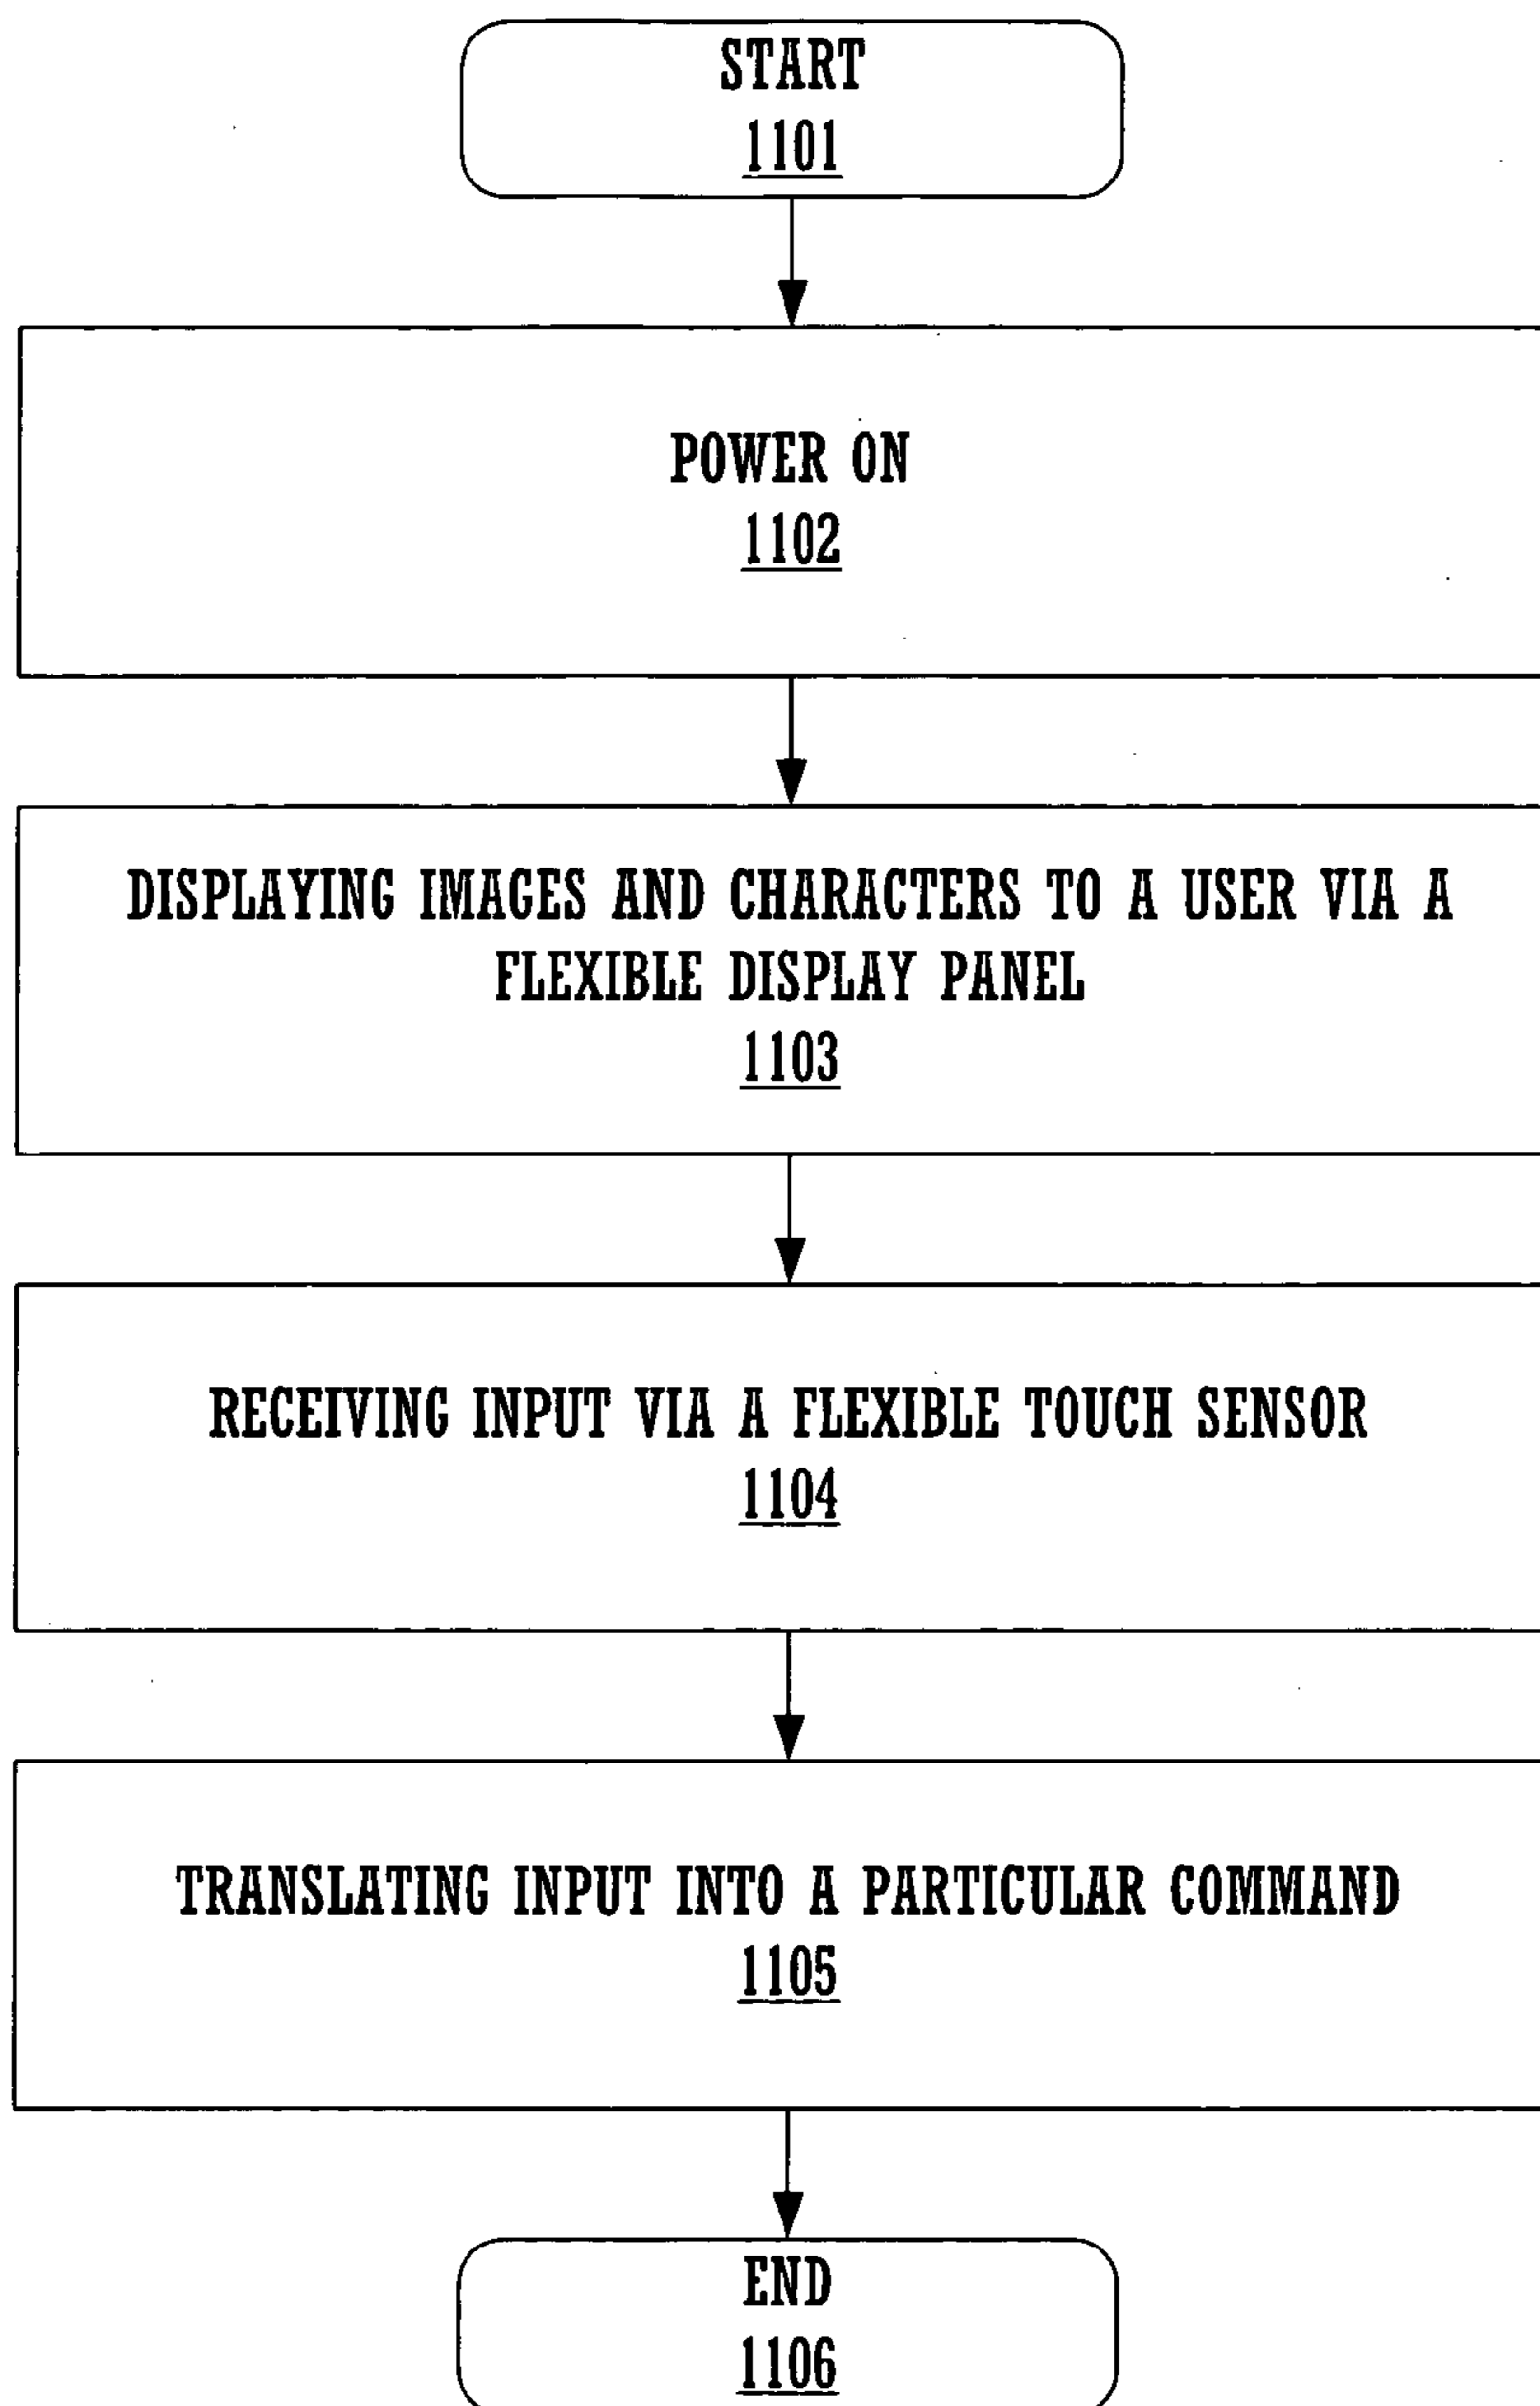 START
1101
POWER ON
1102
DISPLAYING IMAGES AND CHARACTERS TO A USER VIA A
FLEXIBLE DISPLAY PANEL
1103
RECEIVING INPUT VIA A FLEXIBLE TOUCH SENSOR
1104
TRANSLATING INPUT INTO A PARTICULAR COMMAND
1105
END
1106